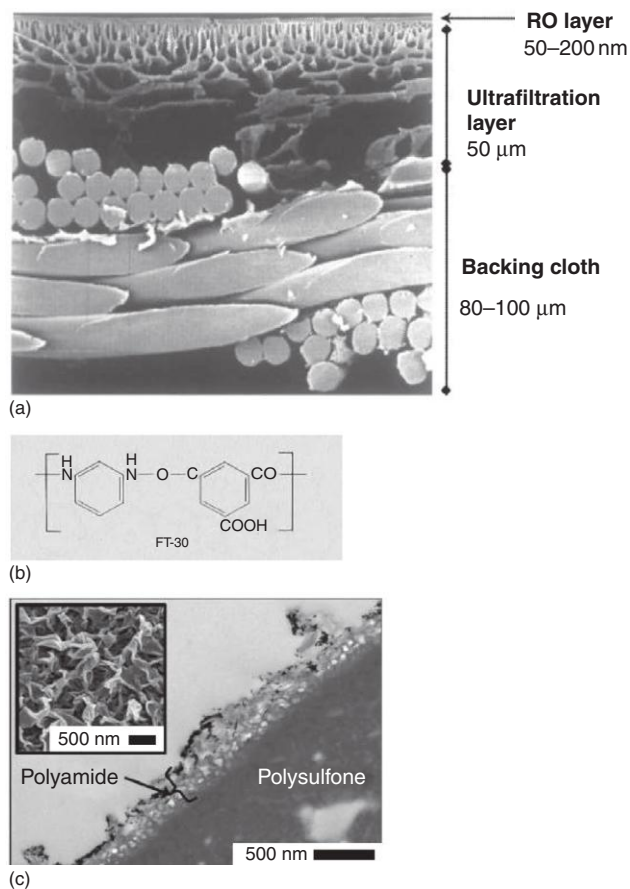 RO layer
50–200 nm
Ultrafiltration
layer
50 μm
Backing cloth
80–100 μm
(a)
H H
N N O C CO
COOH
FT-30
(b)
500 nm
Polyamide
Polysulfone
500 nm
(c)